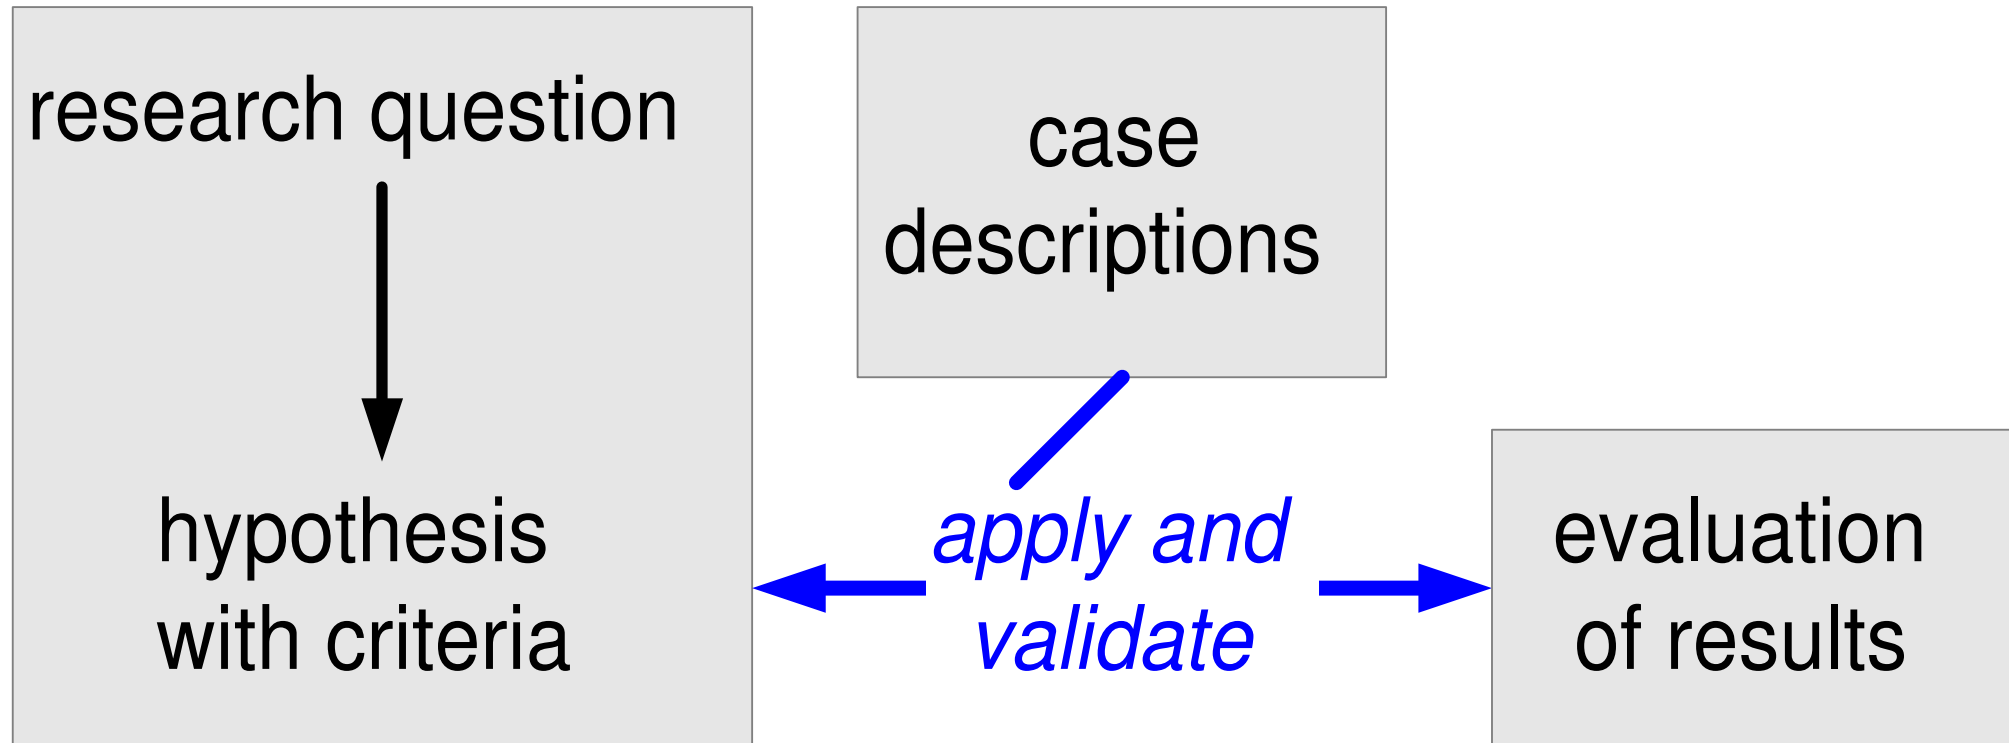 research question
hypothesis
with criteria
case
descriptions
apply and
validate
evaluation
of results